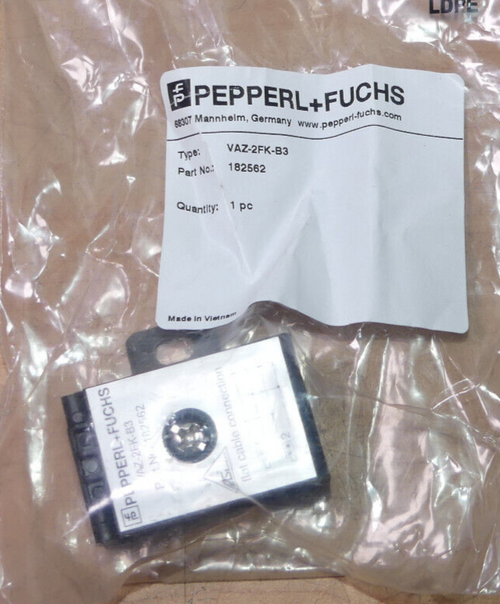 LDPE
PEPPERL+FUCHS
68307 Mannheim, Germany www.pepperl-fuchs.com
Type: VAZ-2FK-B3
Part No.: 182562
Quantity: 1 pc
Made in Vietnam
PEPPERL+FUCHS
VAZ-2FK-B3
182562
flat cable connection